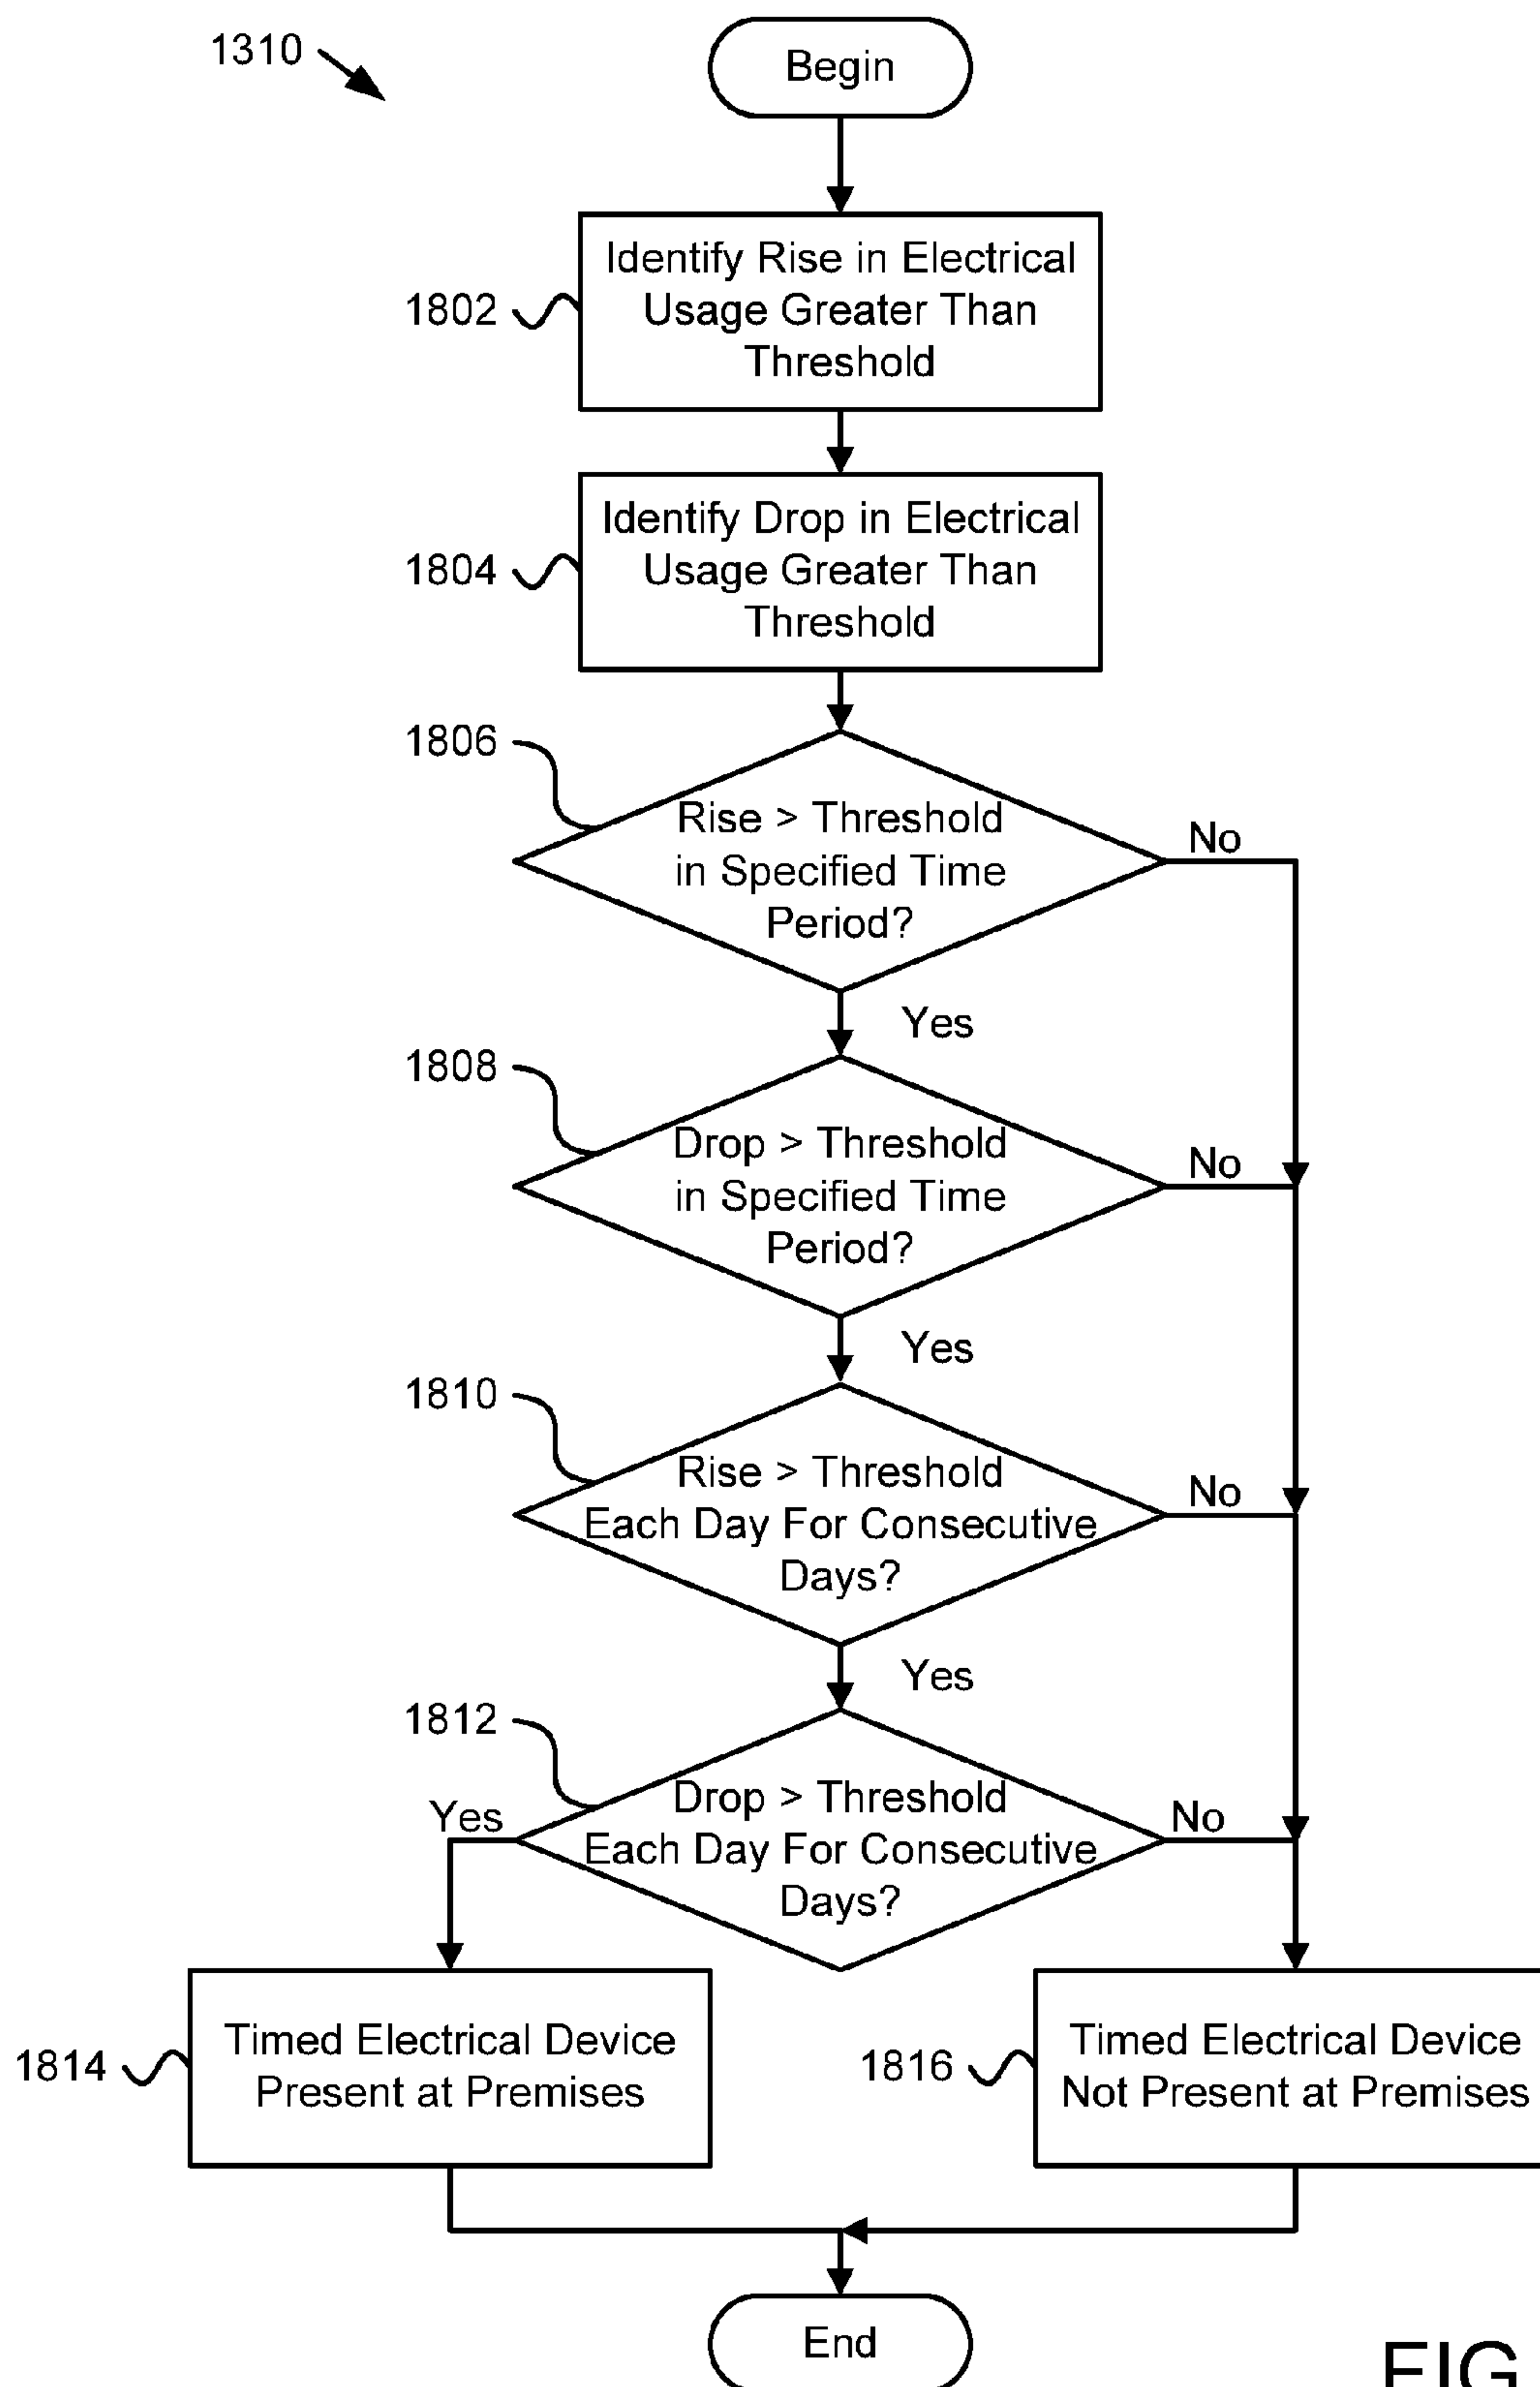 1310
Begin
Identify Rise in Electrical
Usage Greater Than
Threshold
1802
Identify Drop in Electrical
Usage Greater Than
Threshold
1804
1806
Rise > Threshold
in Specified Time
Period?
No
Yes
1808
Drop > Threshold
in Specified Time
Period?
No
Yes
1810
Rise > Threshold
Each Day For Consecutive
Days?
No
Yes
1812
Drop > Threshold
Each Day For Consecutive
Days?
Yes
No
1814
Timed Electrical Device
Present at Premises
1816
Timed Electrical Device
Not Present at Premises
End
FIG